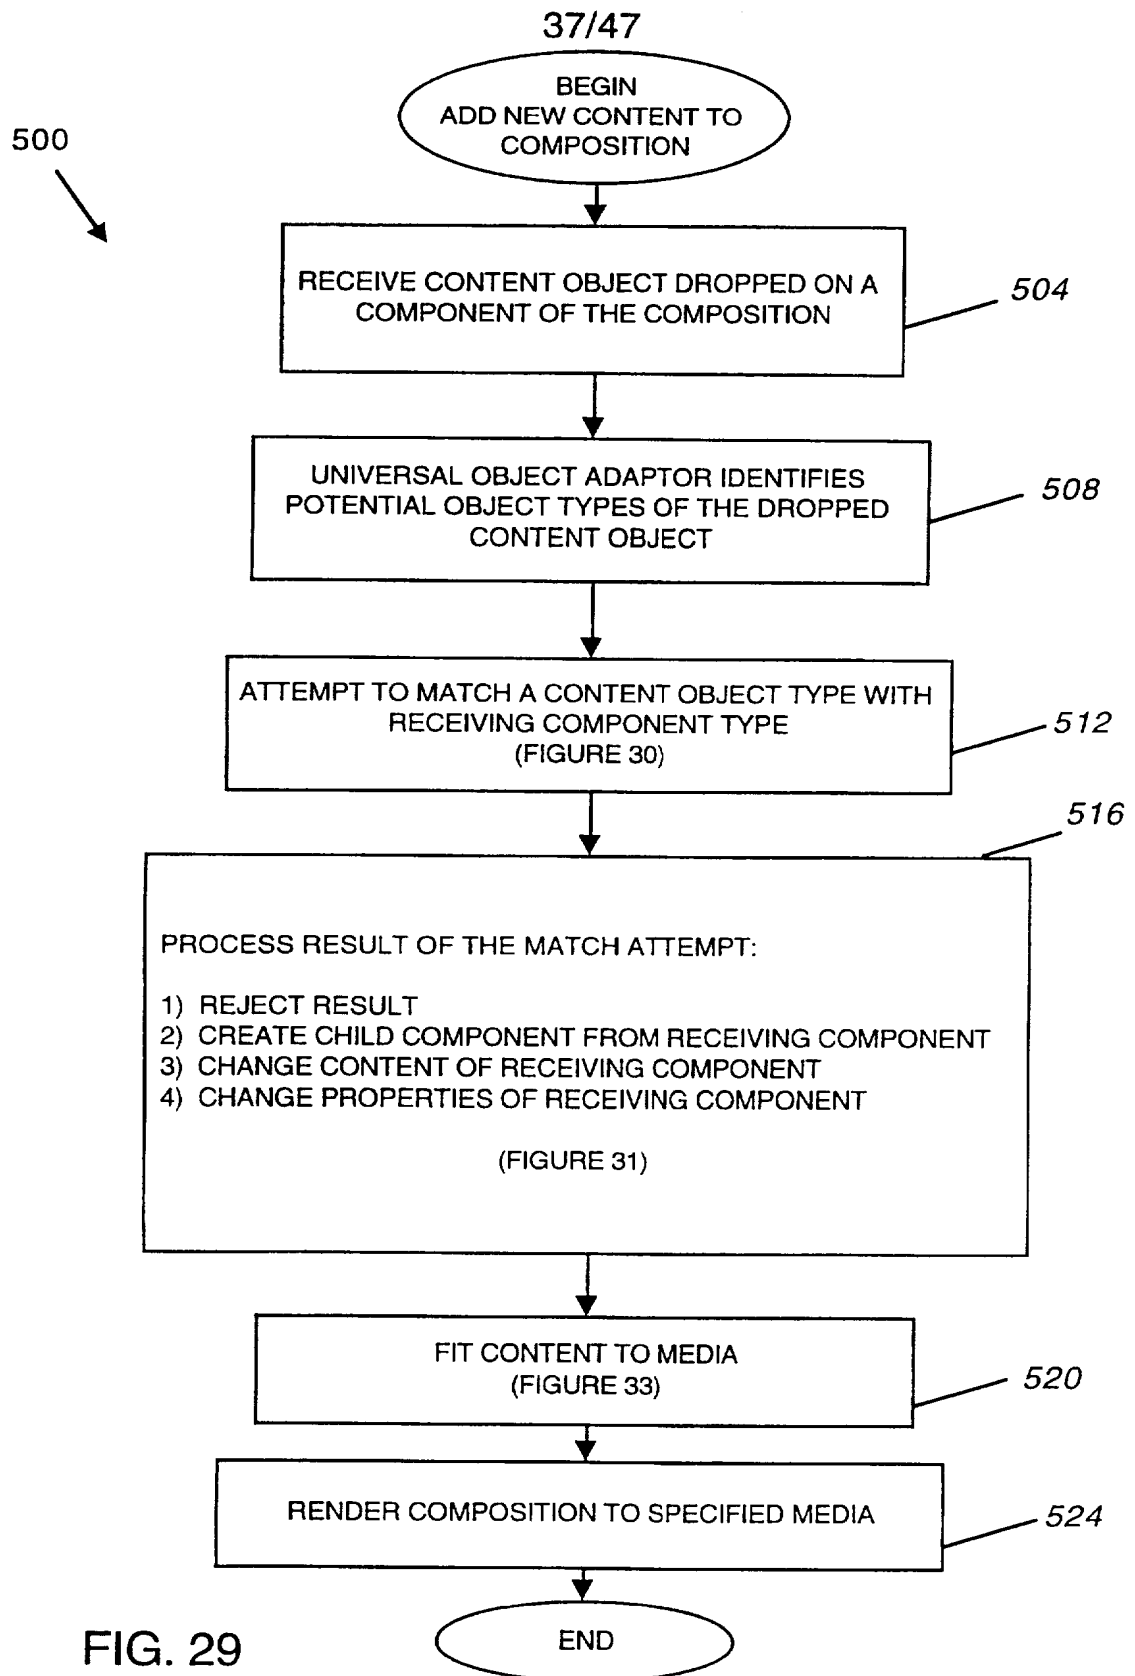 37/47
BEGIN
ADD NEW CONTENT TO
COMPOSITION
500
RECEIVE CONTENT OBJECT DROPPED ON A
COMPONENT OF THE COMPOSITION
504
UNIVERSAL OBJECT ADAPTOR IDENTIFIES
POTENTIAL OBJECT TYPES OF THE DROPPED
CONTENT OBJECT
508
ATTEMPT TO MATCH A CONTENT OBJECT TYPE WITH
RECEIVING COMPONENT TYPE
(FIGURE 30)
512
516
PROCESS RESULT OF THE MATCH ATTEMPT:
1) REJECT RESULT
2) CREATE CHILD COMPONENT FROM RECEIVING COMPONENT
3) CHANGE CONTENT OF RECEIVING COMPONENT
4) CHANGE PROPERTIES OF RECEIVING COMPONENT
(FIGURE 31)
FIT CONTENT TO MEDIA
(FIGURE 33)
520
RENDER COMPOSITION TO SPECIFIED MEDIA
524
END
FIG. 29